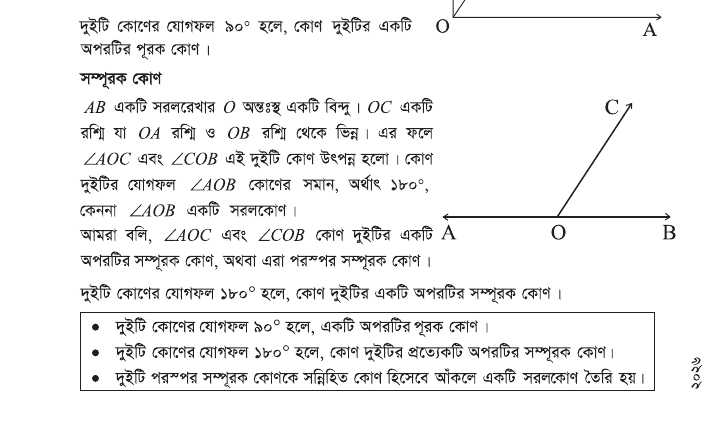 দুইটি কোণের যোগফল ৯০° হলে, কোণ দুইটির একটি
অপরটির পূরক কোণ।
O A
সম্পূরক কোণ
AB একটি সরলরেখার O অন্তঃস্থ একটি বিন্দু। OC একটি
রশ্মি যা OA রশ্মি ও OB রশ্মি থেকে ভিন্ন। এর ফলে
∠AOC এবং ∠COB এই দুইটি কোণ উৎপন্ন হলো। কোণ
দুইটির যোগফল ∠AOB কোণের সমান, অর্থাৎ ১৮০°,
কেননা ∠AOB একটি সরলকোণ।
আমরা বলি, ∠AOC এবং ∠COB কোণ দুইটির একটি
অপরটির সম্পূরক কোণ, অথবা এরা পরস্পর সম্পূরক কোণ।
C
A O B
দুইটি কোণের যোগফল ১৮০° হলে, কোণ দুইটির একটি অপরটির সম্পূরক কোণ।
• দুইটি কোণের যোগফল ৯০° হলে, একটি অপরটির পূরক কোণ।
• দুইটি কোণের যোগফল ১৮০° হলে, কোণ দুইটির প্রত্যেকটি অপরটির সম্পূরক কোণ।
• দুইটি পরস্পর সম্পূরক কোণকে সন্নিহিত কোণ হিসেবে আঁকলে একটি সরলকোণ তৈরি হয়।
২০২৬